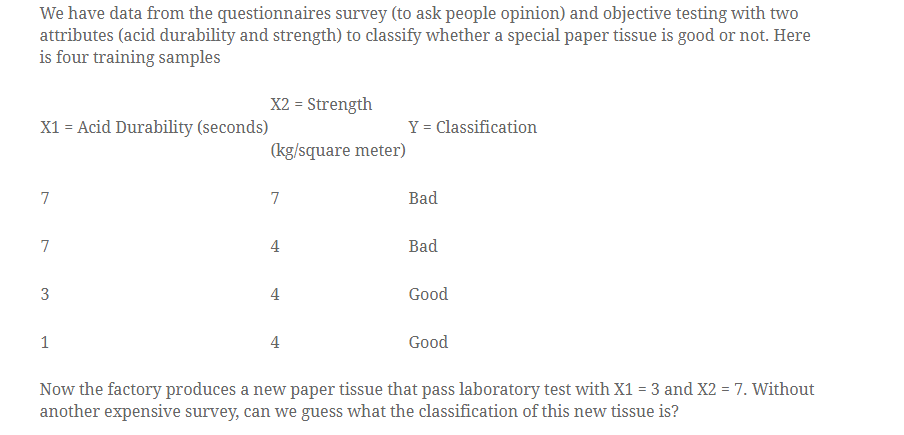 We have data from the questionnaires survey (to ask people opinion) and objective testing with two
attributes (acid durability and strength) to classify whether a special paper tissue is good or not. Here
is four training samples
X2 = Strength
X1 = Acid Durability (seconds) Y = Classification
(kg/square meter)
7 7 Bad
7 4 Bad
3 4 Good
1 4 Good
Now the factory produces a new paper tissue that pass laboratory test with X1 = 3 and X2 = 7. Without
another expensive survey, can we guess what the classification of this new tissue is?